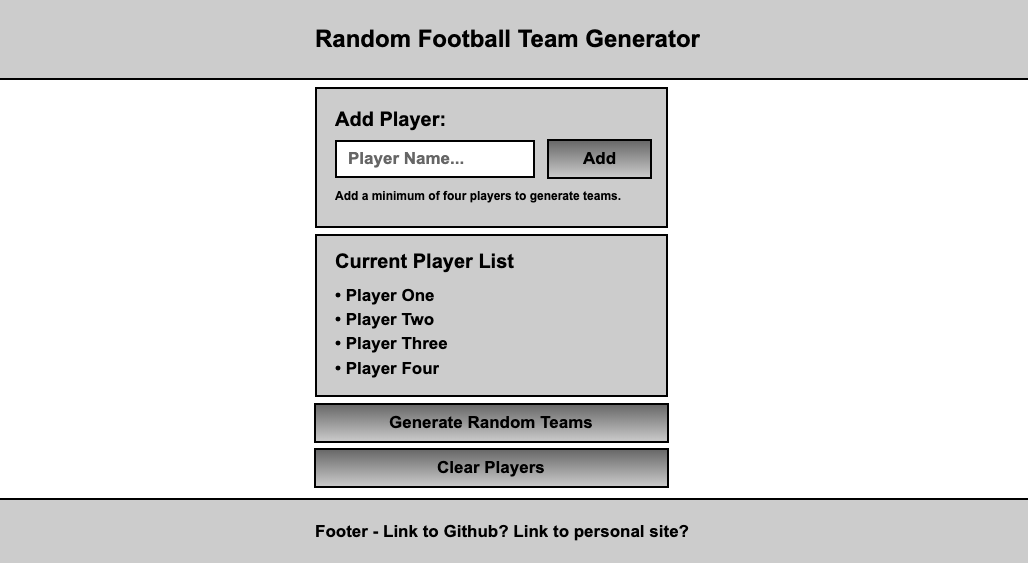 Random Football Team Generator
Add Player:
Player Name...
Add
Add a minimum of four players to generate teams.
Current Player List
• Player One
• Player Two
• Player Three
• Player Four
Generate Random Teams
Clear Players
Footer - Link to Github? Link to personal site?